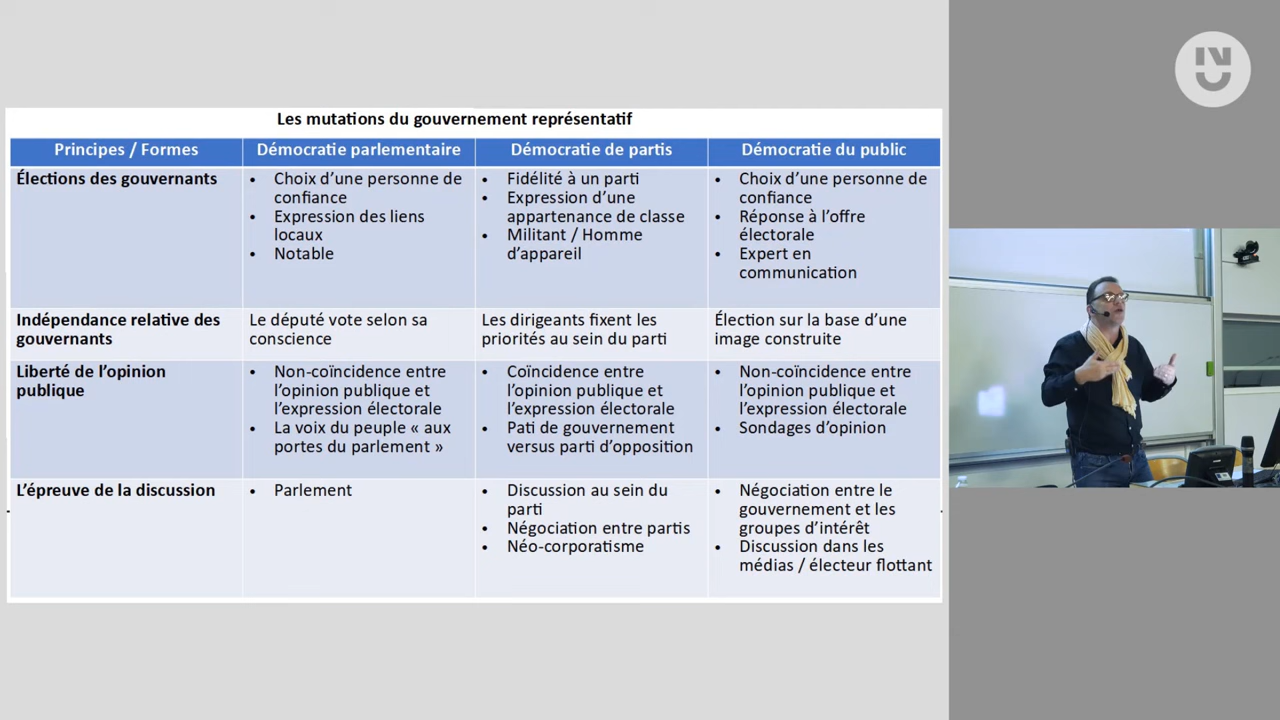 Les mutations du gouvernement représentatif
Principes / Formes
Démocratie parlementaire
Démocratie de partis
Démocratie du public
Élections des gouvernants
• Choix d’une personne de
confiance
• Expression des liens
locaux
• Notable
• Fidélité à un parti
• Expression d’une
appartenance de classe
• Militant / Homme
d’appareil
• Choix d’une personne de
confiance
• Réponse à l’offre
électorale
• Expert en
communication
Indépendance relative des
gouvernants
Le député vote selon sa
conscience
Les dirigeants fixent les
priorités au sein du parti
Élection sur la base d’une
image construite
Liberté de l’opinion
publique
• Non-coïncidence entre
l’opinion publique et
l’expression électorale
• La voix du peuple « aux
portes du parlement »
• Coïncidence entre
l’opinion publique et
l’expression électorale
• Pati de gouvernement
versus parti d’opposition
• Non-coïncidence entre
l’opinion publique et
l’expression électorale
• Sondages d’opinion
L’épreuve de la discussion
• Parlement
• Discussion au sein du
parti
• Négociation entre partis
• Néo-corporatisme
• Négociation entre le
gouvernement et les
groupes d’intérêt
• Discussion dans les
médias / électeur flottant